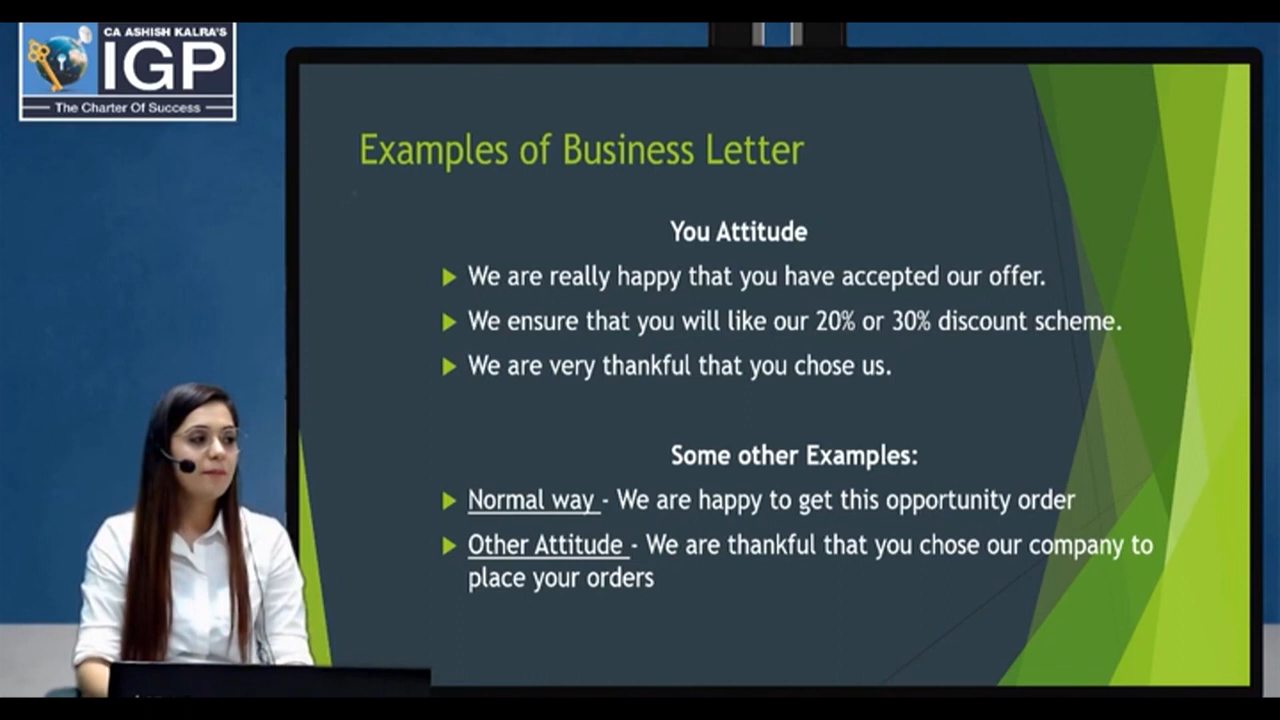 CA ASHISH KALRA'S
IGP
The Charter Of Success
Examples of Business Letter
You Attitude
We are really happy that you have accepted our offer.
We ensure that you will like our 20% or 30% discount scheme.
We are very thankful that you chose us.
Some other Examples:
Normal way - We are happy to get this opportunity order
Other Attitude - We are thankful that you chose our company to
place your orders